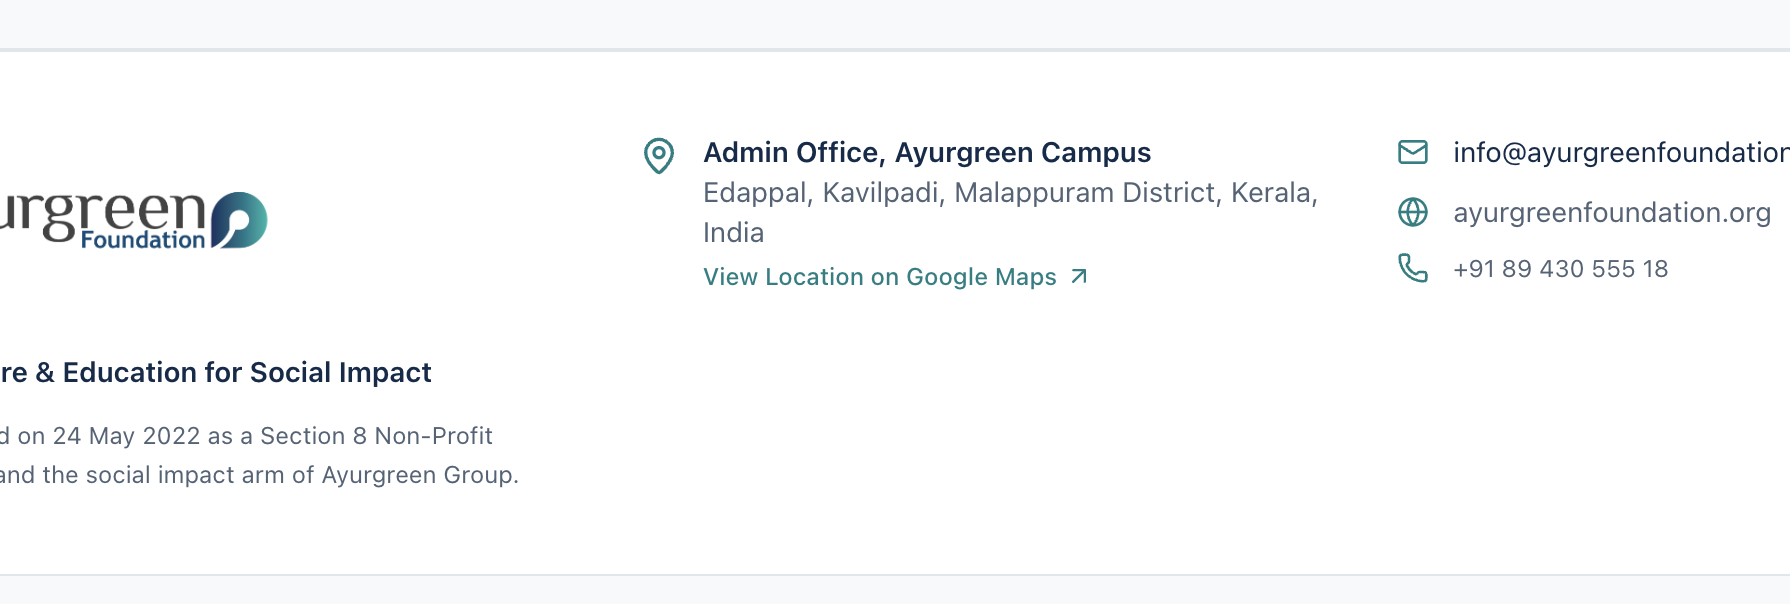 urgreen
Foundation
re & Education for Social Impact
d on 24 May 2022 as a Section 8 Non-Profit
and the social impact arm of Ayurgreen Group.
Admin Office, Ayurgreen Campus
Edappal, Kavilpadi, Malappuram District, Kerala,
India
View Location on Google Maps
info@ayurgreenfoundation
ayurgreenfoundation.org
+91 89 430 555 18